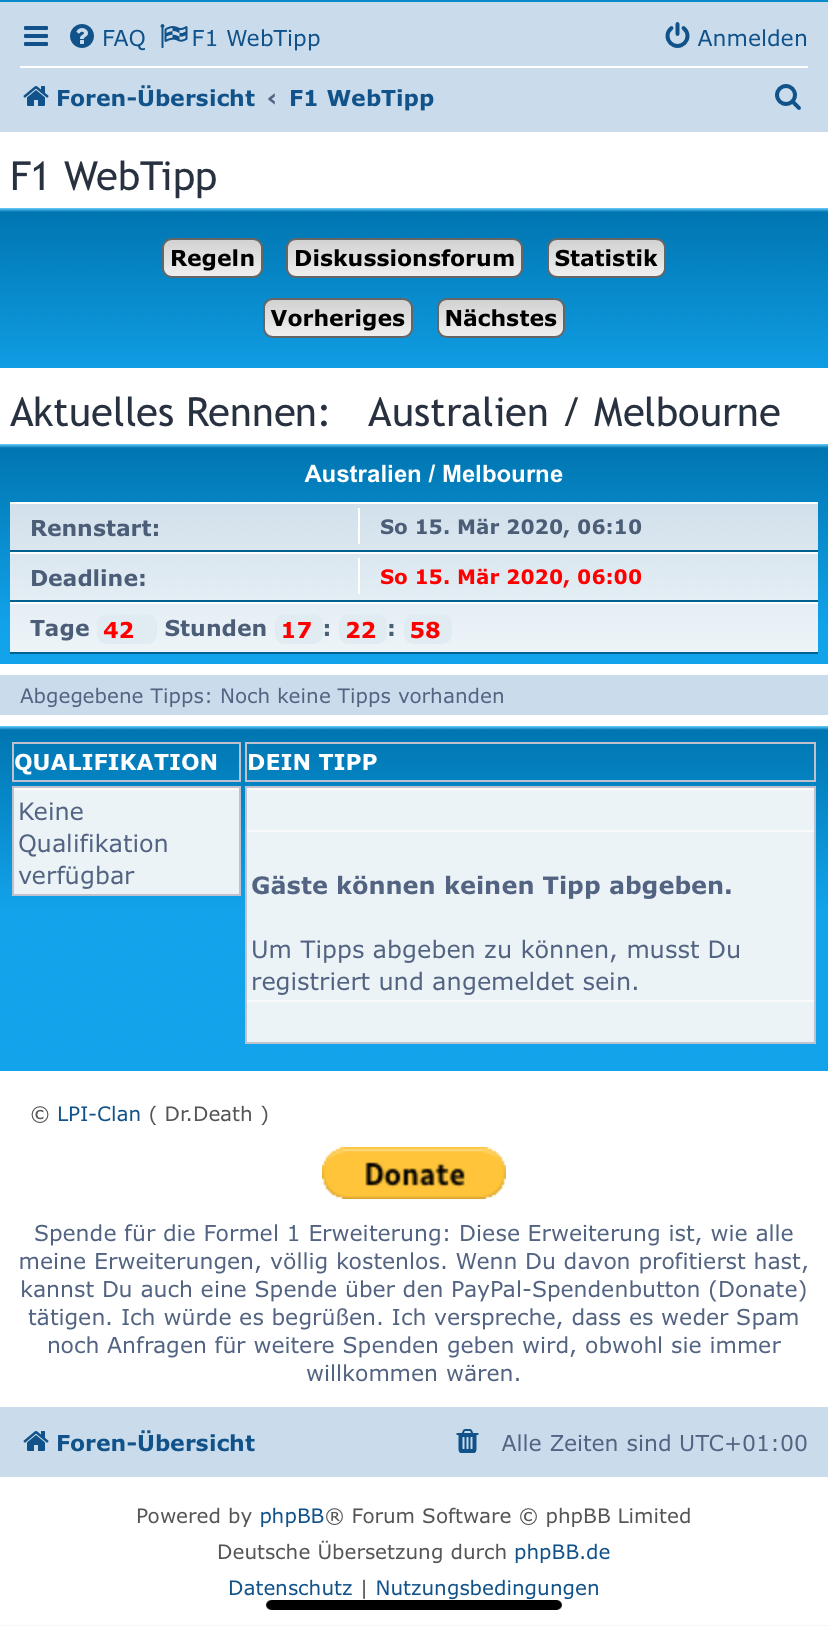 FAQ F1 WebTipp Anmelden
Foren-Übersicht ‹ F1 WebTipp
F1 WebTipp
Regeln Diskussionsforum Statistik
Vorheriges Nächstes
Aktuelles Rennen: Australien / Melbourne
Australien / Melbourne
Rennstart: So 15. Mär 2020, 06:10
Deadline: So 15. Mär 2020, 06:00
Tage 42 Stunden 17 : 22 : 58
Abgegebene Tipps: Noch keine Tipps vorhanden
QUALIFIKATION DEIN TIPP
Keine
Qualifikation
verfügbar
Gäste können keinen Tipp abgeben.
Um Tipps abgeben zu können, musst Du
registriert und angemeldet sein.
© LPI-Clan ( Dr.Death )
Donate
Spende für die Formel 1 Erweiterung: Diese Erweiterung ist, wie alle
meine Erweiterungen, völlig kostenlos. Wenn Du davon profitierst hast,
kannst Du auch eine Spende über den PayPal-Spendenbutton (Donate)
tätigen. Ich würde es begrüßen. Ich verspreche, dass es weder Spam
noch Anfragen für weitere Spenden geben wird, obwohl sie immer
willkommen wären.
Foren-Übersicht Alle Zeiten sind UTC+01:00
Powered by phpBB® Forum Software © phpBB Limited
Deutsche Übersetzung durch phpBB.de
Datenschutz | Nutzungsbedingungen